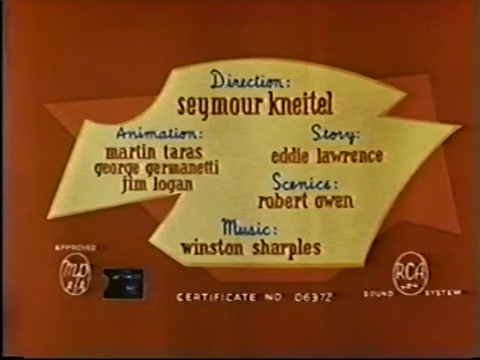 Direction:
seymour kneitel
Animation:
martin taras
george germanetti
jim logan
Story:
eddie lawrence
Scenics:
robert owen
Music:
winston sharples
APPROVED
CERTIFICATE NO. 06372
RCA
SOUND SYSTEM